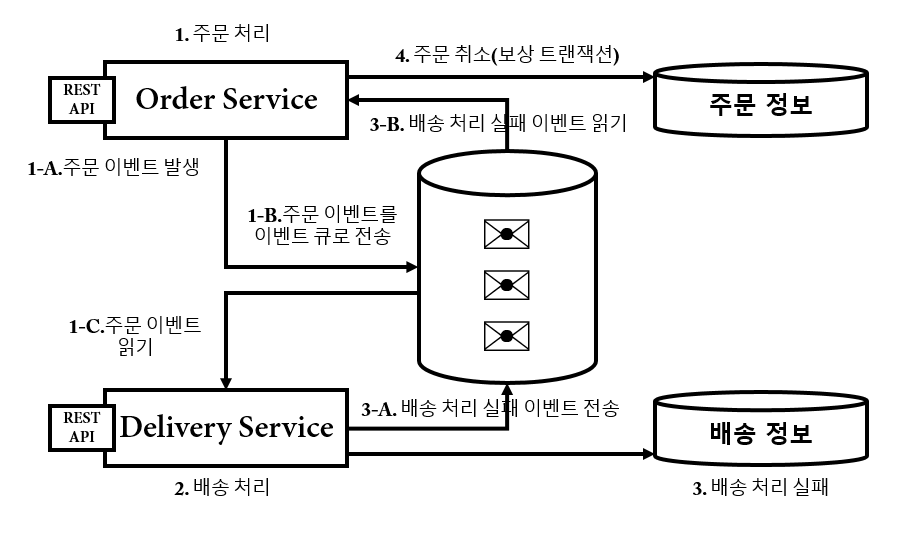 1. 주문 처리
4. 주문 취소(보상 트랜잭션)
REST
API
Order Service
주문 정보
3-B. 배송 처리 실패 이벤트 읽기
1-A.주문 이벤트 발생
1-B.주문 이벤트를
이벤트 큐로 전송
1-C.주문 이벤트
읽기
3-A. 배송 처리 실패 이벤트 전송
REST
API
Delivery Service
배송 정보
2. 배송 처리
3. 배송 처리 실패